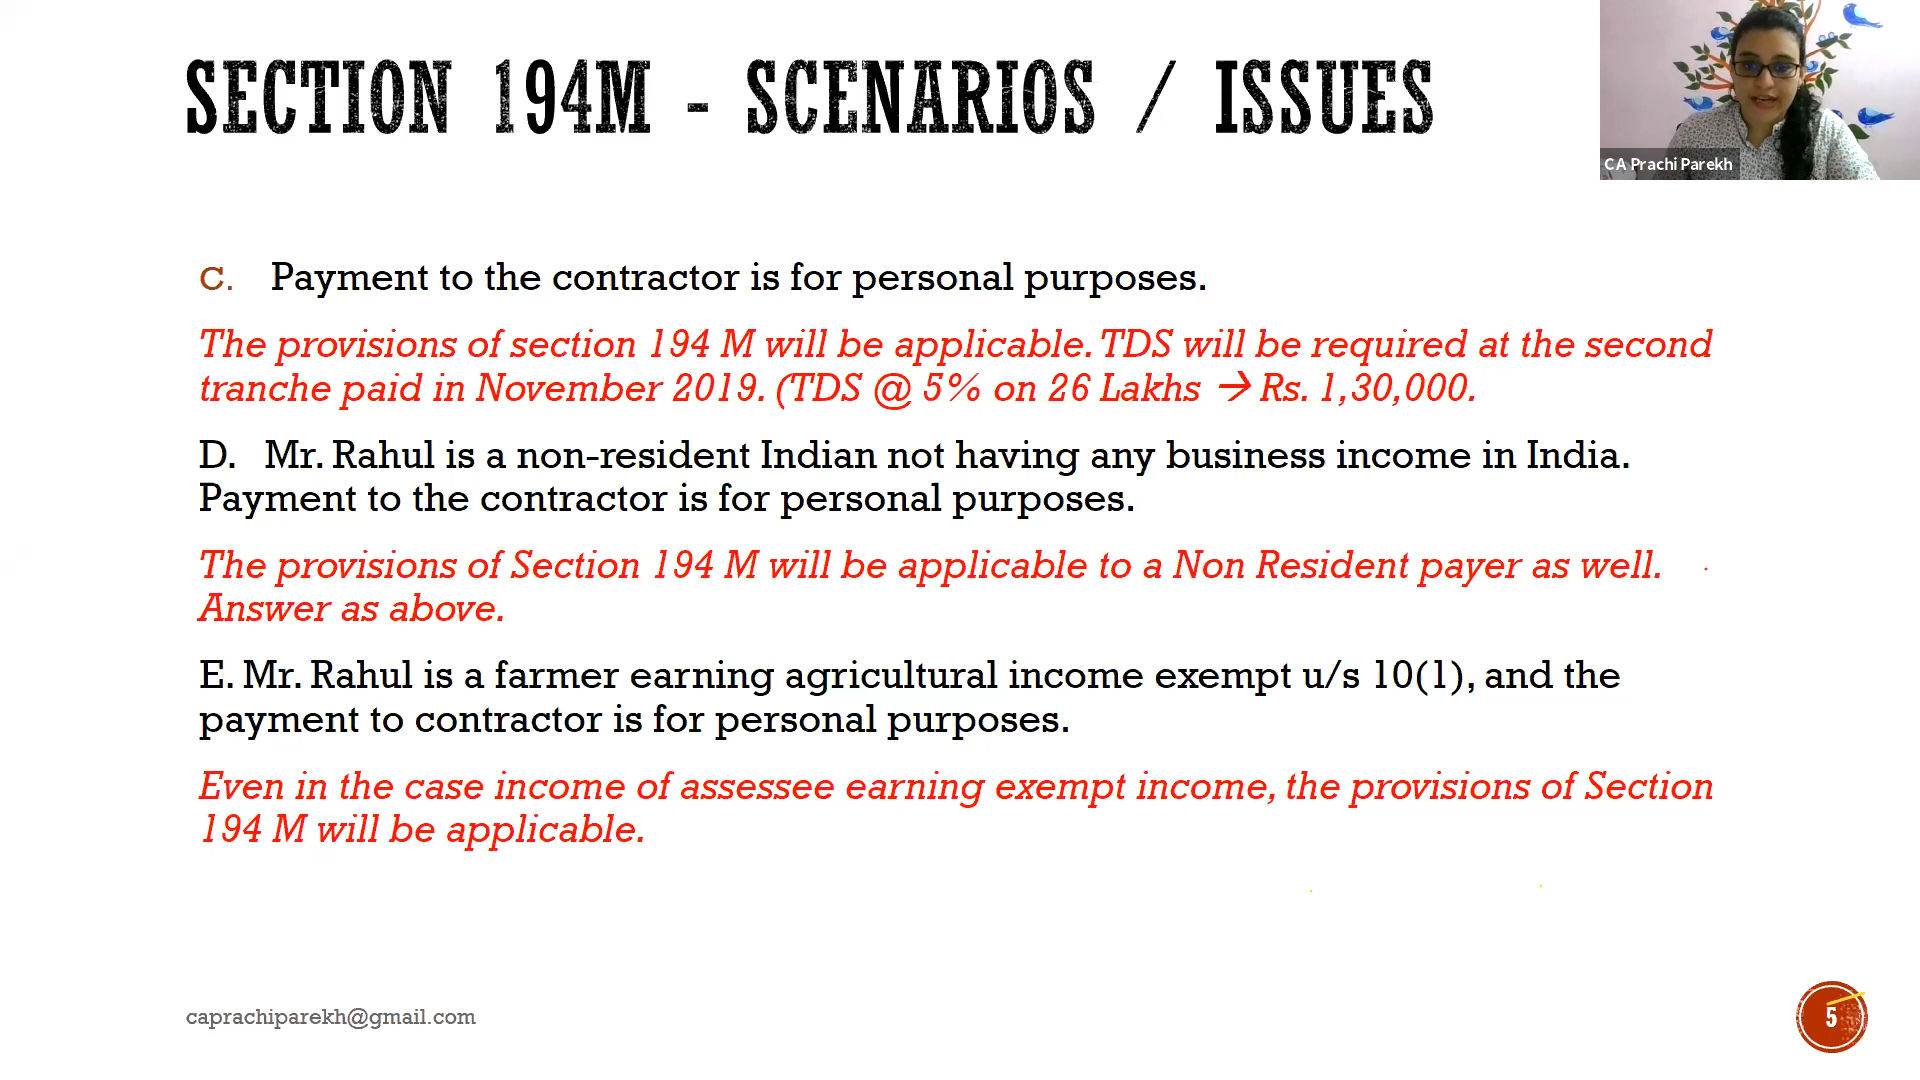 SECTION 194M - SCENARIOS / ISSUES
CA Prachi Parekh
C. Payment to the contractor is for personal purposes.
The provisions of section 194 M will be applicable. TDS will be required at the second
tranche paid in November 2019. (TDS @ 5% on 26 Lakhs → Rs. 1,30,000.
D. Mr. Rahul is a non-resident Indian not having any business income in India.
Payment to the contractor is for personal purposes.
The provisions of Section 194 M will be applicable to a Non Resident payer as well.
Answer as above.
E. Mr. Rahul is a farmer earning agricultural income exempt u/s 10(1), and the
payment to contractor is for personal purposes.
Even in the case income of assessee earning exempt income, the provisions of Section
194 M will be applicable.
caprachiparekh@gmail.com
5